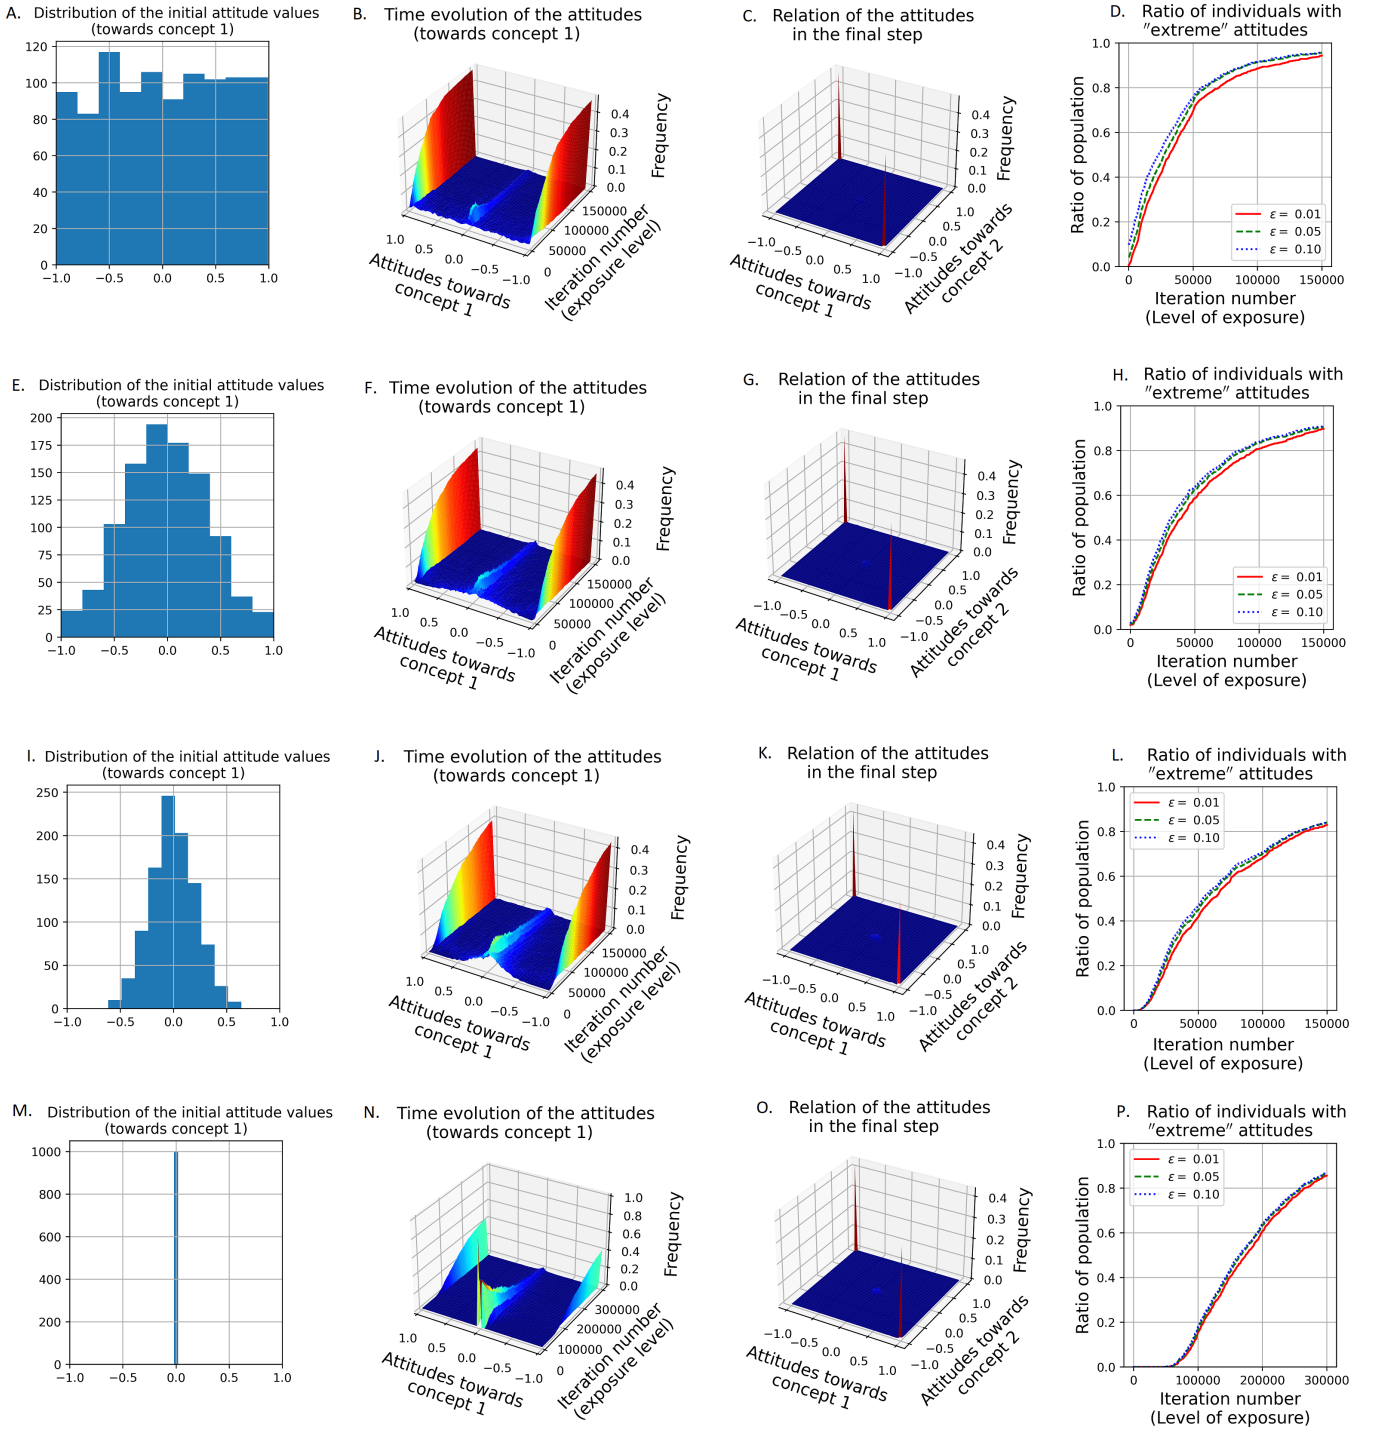 A. Distribution of the initial attitude values
(towards concept 1)
120
100
80
60
40
20
0
−1.0 −0.5 0.0 0.5 1.0
B. Time evolution of the attitudes
(towards concept 1)
0.4
0.3
0.2
0.1
0.0
Frequency
150000
100000
50000
0
Iteration number
(exposure level)
1.0 0.5 0.0 −0.5 −1.0
Attitudes towards
concept 1
C. Relation of the attitudes
in the final step
0.4
0.3
0.2
0.1
0.0
Frequency
1.0
0.5
0.0
−0.5
−1.0
Attitudes towards
concept 2
−1.0 −0.5 0.0 0.5 1.0
Attitudes towards
concept 1
D. Ratio of individuals with
"extreme" attitudes
1.0
0.8
0.6
0.4
0.2
0.0
Ratio of population
ε = 0.01
ε = 0.05
ε = 0.10
0 50000 100000 150000
Iteration number
(Level of exposure)
E. Distribution of the initial attitude values
(towards concept 1)
200
175
150
125
100
75
50
25
0
−1.0 −0.5 0.0 0.5 1.0
F. Time evolution of the attitudes
(towards concept 1)
0.4
0.3
0.2
0.1
0.0
Frequency
150000
100000
50000
0
Iteration number
(exposure level)
1.0 0.5 0.0 −0.5 −1.0
Attitudes towards
concept 1
G. Relation of the attitudes
in the final step
0.4
0.3
0.2
0.1
0.0
Frequency
1.0
0.5
0.0
−0.5
−1.0
Attitudes towards
concept 2
−1.0 −0.5 0.0 0.5 1.0
Attitudes towards
concept 1
H. Ratio of individuals with
"extreme" attitudes
1.0
0.8
0.6
0.4
0.2
0.0
Ratio of population
ε = 0.01
ε = 0.05
ε = 0.10
0 50000 100000 150000
Iteration number
(Level of exposure)
I. Distribution of the initial attitude values
(towards concept 1)
250
200
150
100
50
0
−1.0 −0.5 0.0 0.5 1.0
J. Time evolution of the attitudes
(towards concept 1)
0.4
0.3
0.2
0.1
0.0
Frequency
150000
100000
50000
0
Iteration number
(exposure level)
1.0 0.5 0.0 −0.5 −1.0
Attitudes towards
concept 1
K. Relation of the attitudes
in the final step
0.4
0.3
0.2
0.1
0.0
Frequency
1.0
0.5
0.0
−0.5
−1.0
Attitudes towards
concept 2
−1.0 −0.5 0.0 0.5 1.0
Attitudes towards
concept 1
L. Ratio of individuals with
"extreme" attitudes
1.0
0.8
0.6
0.4
0.2
0.0
Ratio of population
ε = 0.01
ε = 0.05
ε = 0.10
0 50000 100000 150000
Iteration number
(Level of exposure)
M. Distribution of the initial attitude values
(towards concept 1)
1000
800
600
400
200
0
−1.0 −0.5 0.0 0.5 1.0
N. Time evolution of the attitudes
(towards concept 1)
1.0
0.8
0.6
0.4
0.2
0.0
Frequency
300000
200000
100000
0
Iteration number
(exposure level)
1.0 0.5 0.0 −0.5 −1.0
Attitudes towards
concept 1
O. Relation of the attitudes
in the final step
0.4
0.3
0.2
0.1
0.0
Frequency
1.0
0.5
0.0
−0.5
−1.0
Attitudes towards
concept 2
−1.0 −0.5 0.0 0.5 1.0
Attitudes towards
concept 1
P. Ratio of individuals with
"extreme" attitudes
1.0
0.8
0.6
0.4
0.2
0.0
Ratio of population
ε = 0.01
ε = 0.05
ε = 0.10
0 100000 200000 300000
Iteration number
(Level of exposure)